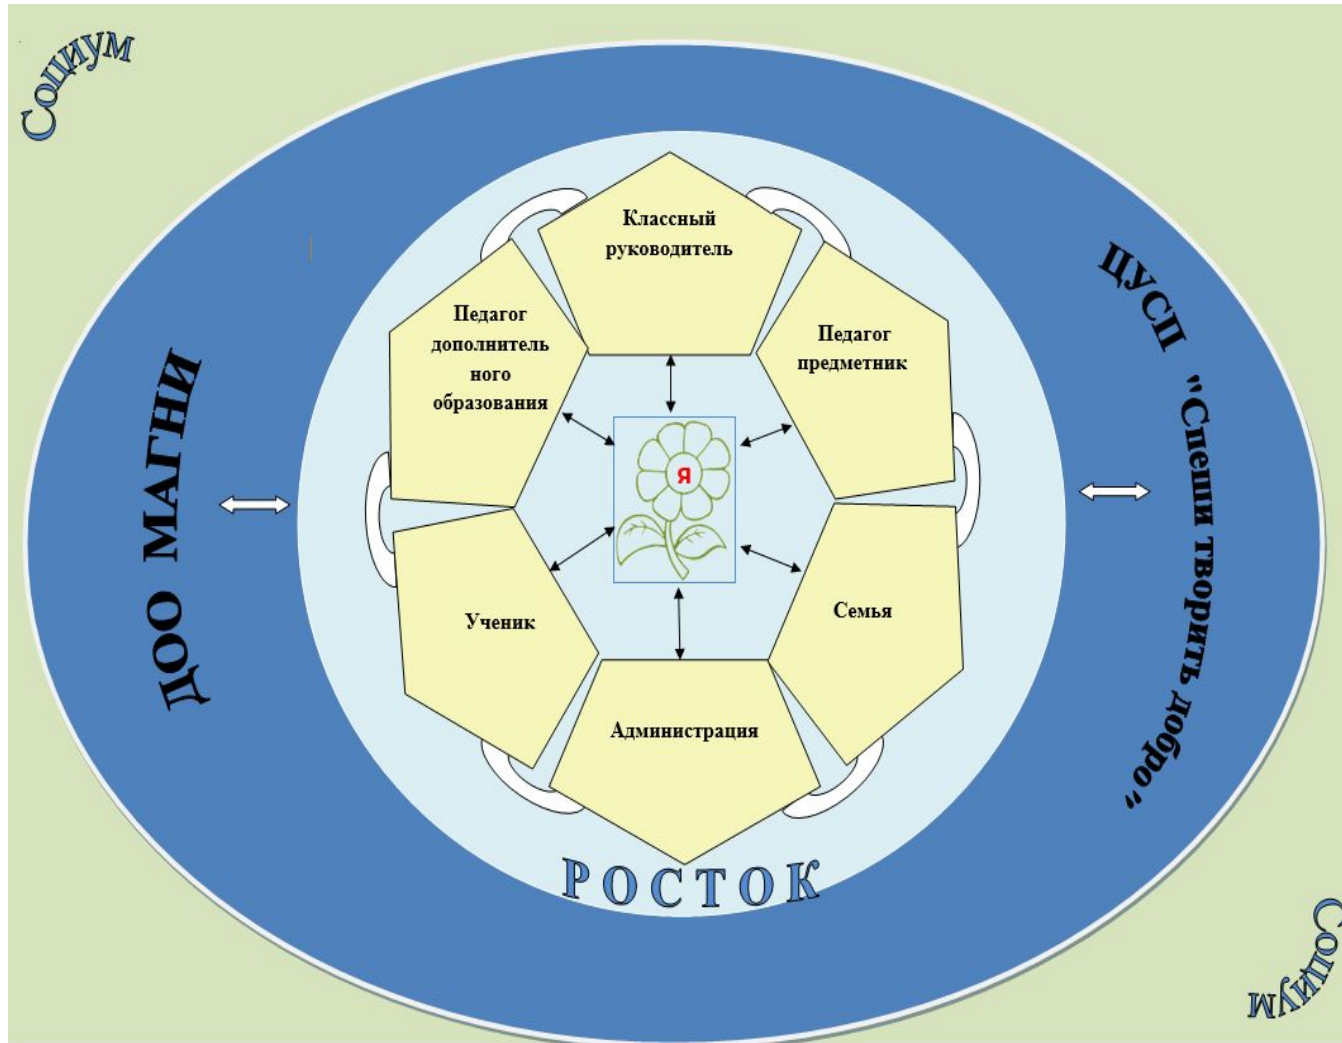 Социум
Классный
руководитель
Педагог
дополнитель
ного
образования
Педагог
предметник
ДОО МАГНИ
Я
ЦУСП "Спеши творить добро"
Ученик
Семья
Администрация
РОСТОК
Социум